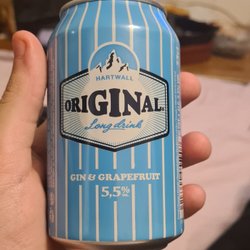 HARTWALL
ORIGINAL
Long drink
GIN & GRAPEFRUIT
5,5%